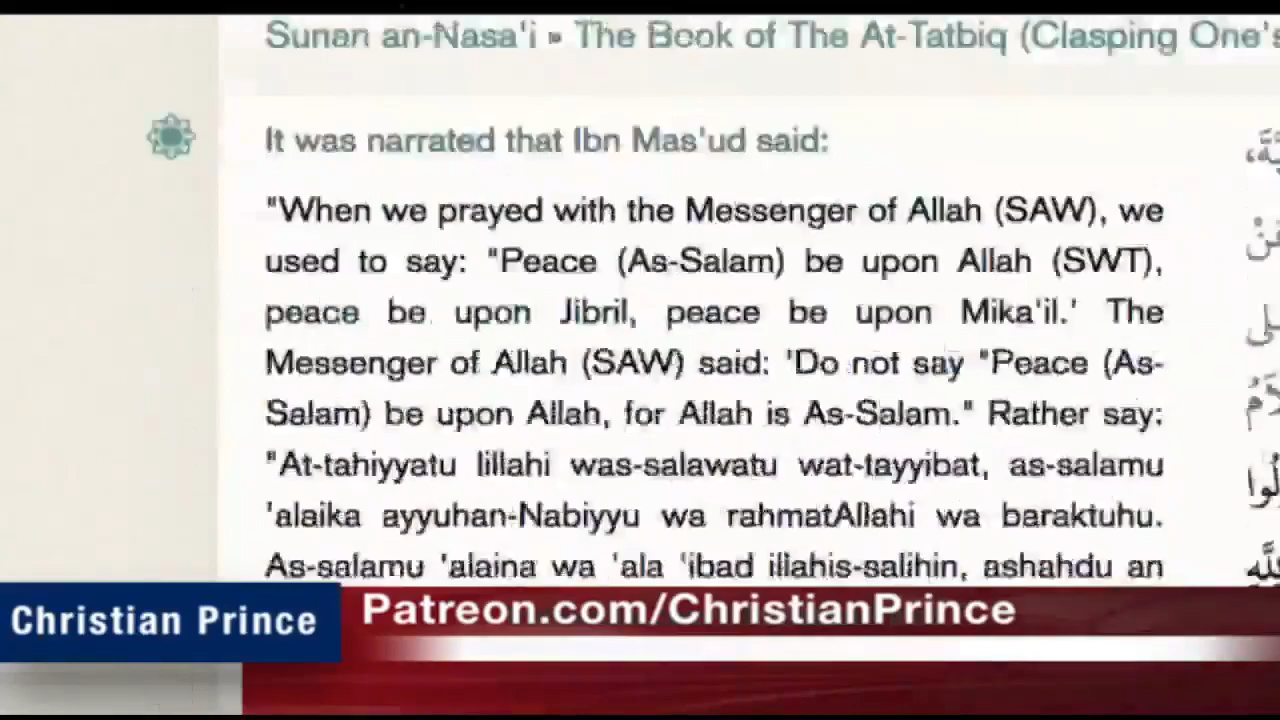 Sunan an-Nasa'i » The Book of The At-Tatbiq (Clasping One's
It was narrated that Ibn Mas'ud said:
"When we prayed with the Messenger of Allah (SAW), we
used to say: "Peace (As-Salam) be upon Allah (SWT),
peace be upon Jibril, peace be upon Mika'il.' The
Messenger of Allah (SAW) said: 'Do not say "Peace (As-
Salam) be upon Allah, for Allah is As-Salam." Rather say:
"At-tahiyyatu lillahi was-salawatu wat-tayyibat, as-salamu
'alaika ayyuhan-Nabiyyu wa rahmatAllahi wa baraktuhu.
As-salamu 'alaina wa 'ala 'ibad illahis-salihin, ashahdu an
Christian Prince
Patreon.com/ChristianPrince